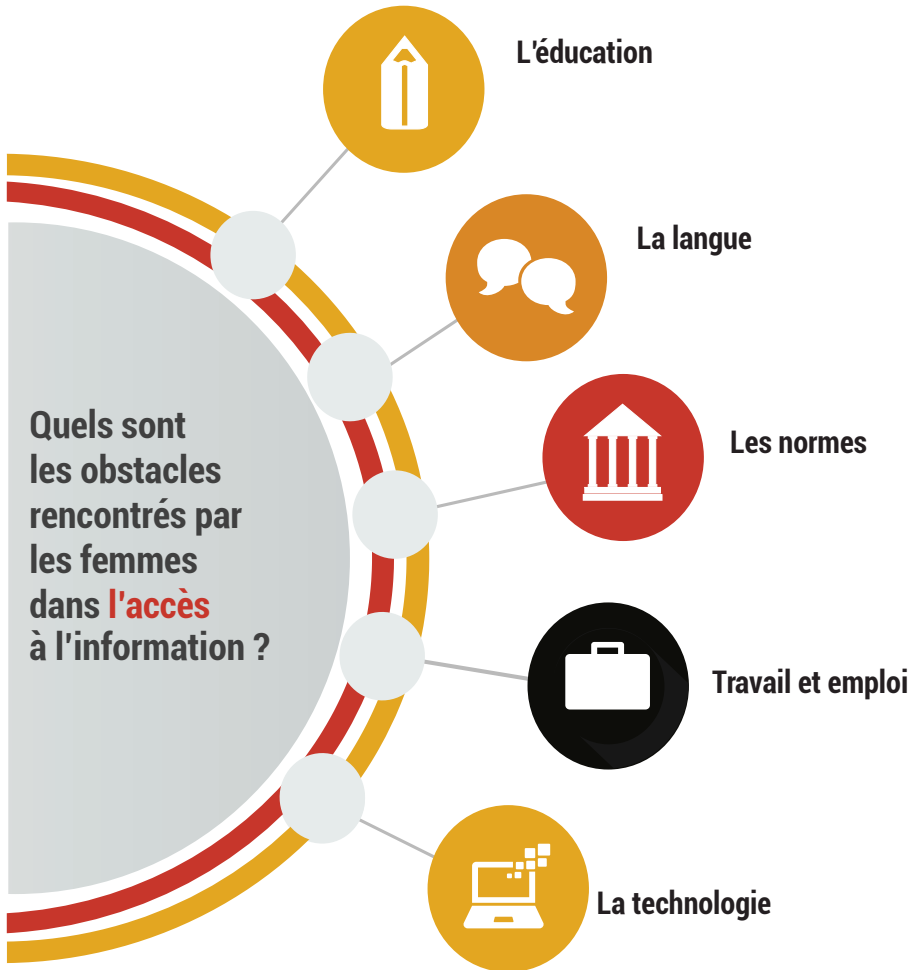 L'éducation
La langue
Les normes
Quels sont
les obstacles
rencontrés par
les femmes
dans l'accès
à l'information ?
Travail et emploi
La technologie